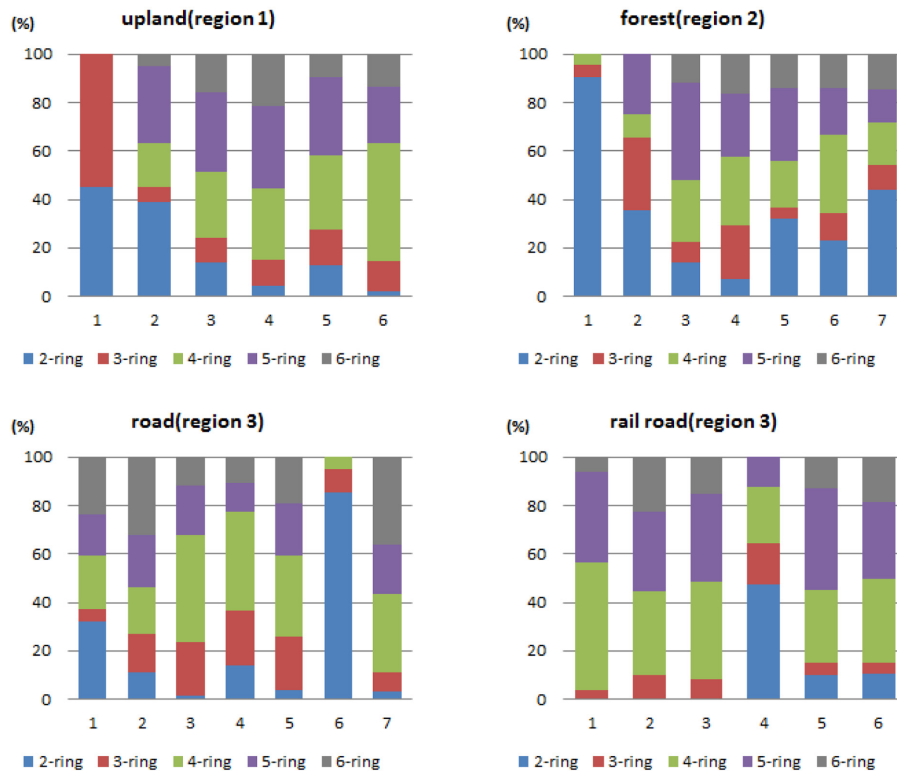 upland(region 1)
(%)
100
80
60
40
20
0
1 2 3 4 5 6
2-ring 3-ring 4-ring 5-ring 6-ring
forest(region 2)
(%)
100
80
60
40
20
0
1 2 3 4 5 6 7
2-ring 3-ring 4-ring 5-ring 6-ring
road(region 3)
(%)
100
80
60
40
20
0
1 2 3 4 5 6 7
2-ring 3-ring 4-ring 5-ring 6-ring
rail road(region 3)
(%)
100
80
60
40
20
0
1 2 3 4 5 6
2-ring 3-ring 4-ring 5-ring 6-ring